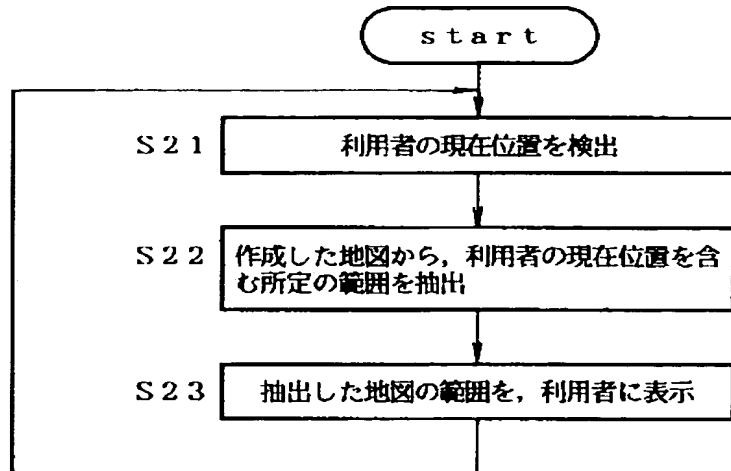 start
S21 利用者の現在位置を検出
S22 作成した地図から，利用者の現在位置を含
む所定の範囲を抽出
S23 抽出した地図の範囲を，利用者に表示